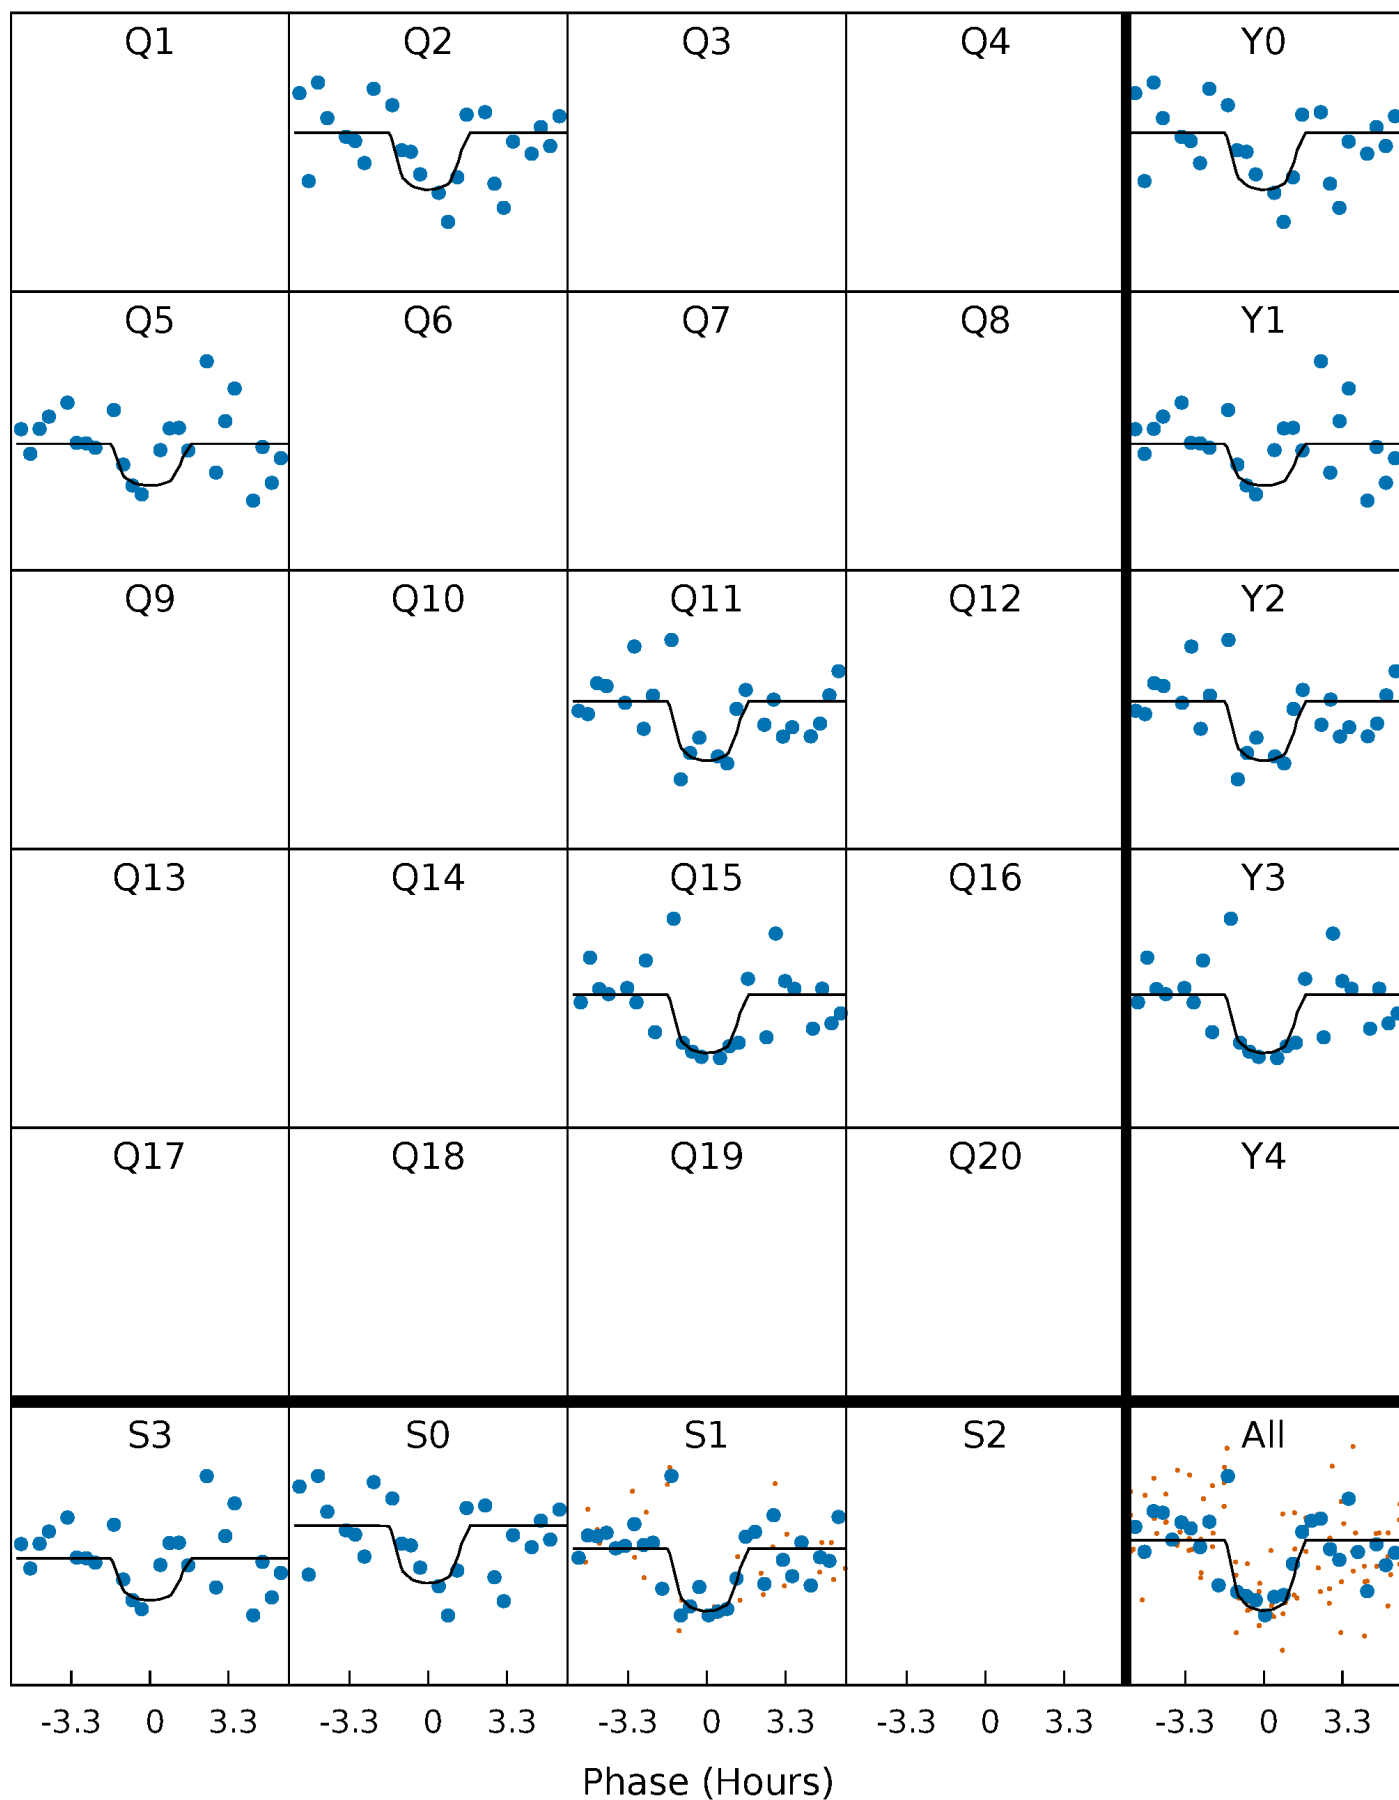 Q1 Q2 Q3 Q4 Y0
Q5 Q6 Q7 Q8 Y1
Q9 Q10 Q11 Q12 Y2
Q13 Q14 Q15 Q16 Y3
Q17 Q18 Q19 Q20 Y4
S3 S0 S1 S2 All
-3.3 0 3.3 -3.3 0 3.3 -3.3 0 3.3 -3.3 0 3.3 -3.3 0 3.3
Phase (Hours)